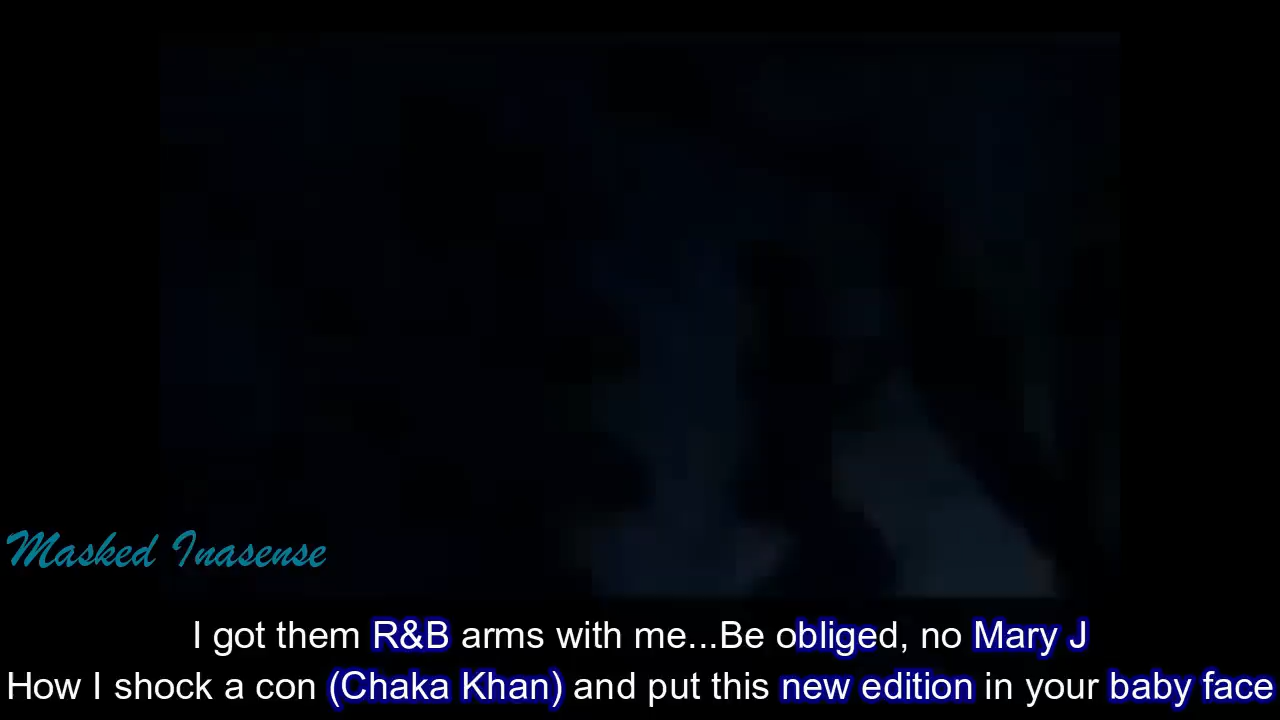 Masked Inasense
I got them R&B arms with me...Be obliged, no Mary J
How I shock a con (Chaka Khan) and put this new edition in your baby face